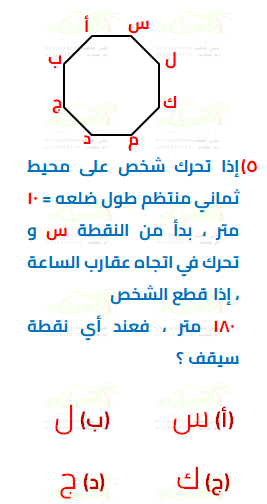 أ س
ب ل
ج ك
د م
٥) إذا تحرك شخص على محيط
ثماني منتظم طول ضلعه = ١٠
متر ، بدأ من النقطة س و
تحرك في اتجاه عقارب الساعة
، إذا قطع الشخص
١٨٠ متر ، فعند أي نقطة
سيقف ؟
(أ) س (ب) ل
(ج) ك (د) ج